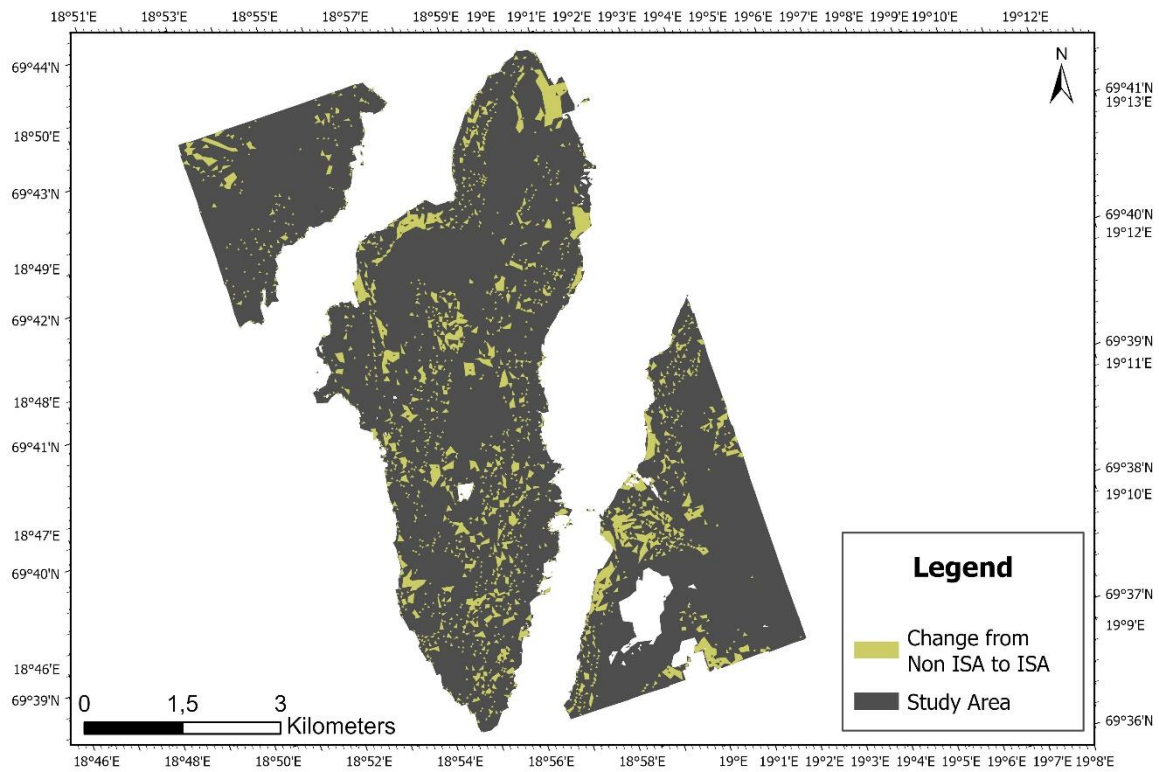 18°51'E 18°53'E 18°55'E 18°57'E 18°59'E 19°E 19°1'E 19°2'E 19°3'E 19°4'E 19°5'E 19°6'E 19°7'E 19°8'E 19°10'E 19°12'E
N
69°44'N
69°41'N
19°13'E
18°50'E
69°43'N
69°40'N
19°12'E
18°49'E
69°42'N
69°39'N
19°11'E
18°48'E
69°41'N
69°38'N
19°10'E
18°47'E
69°40'N
69°37'N
19°9'E
18°46'E
69°39'N
69°36'N
Legend
Change from
Non ISA to ISA
Study Area
0 1,5 3
Kilometers
18°46'E 18°48'E 18°50'E 18°52'E 18°54'E 18°56'E 18°58'E 19°E 19°1'E 19°2'E 19°3'E 19°4'E 19°5'E 19°6'E 19°7'E 19°8'E